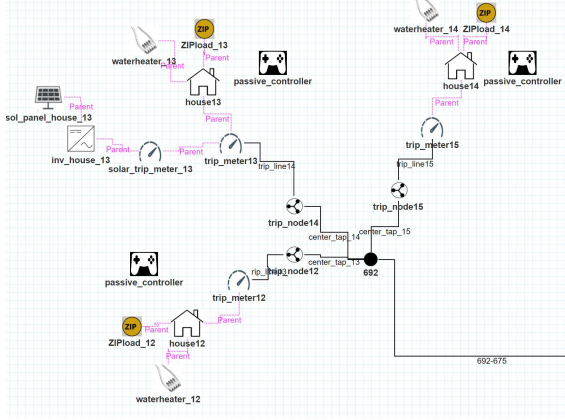 waterheater_14
ZIP
ZIPload_14
Parent
Parent
ZIP
ZIPload_13
waterheater_13
Parent
Parent
passive_controller
house13
house14
passive_controller
sol_panel_house_13
Parent
Parent
Parent
inv_house_13
Parent
solar_trip_meter_13
Parent
trip_meter13
trip_line14
trip_meter15
trip_line15
trip_node14
trip_node15
center_tap_14
center_tap_15
center_tap_13
692
trip_node12
passive_controller
trip_meter12
Parent
ZIP
Parent
ZIPload_12
house12
Parent
692-675
waterheater_12